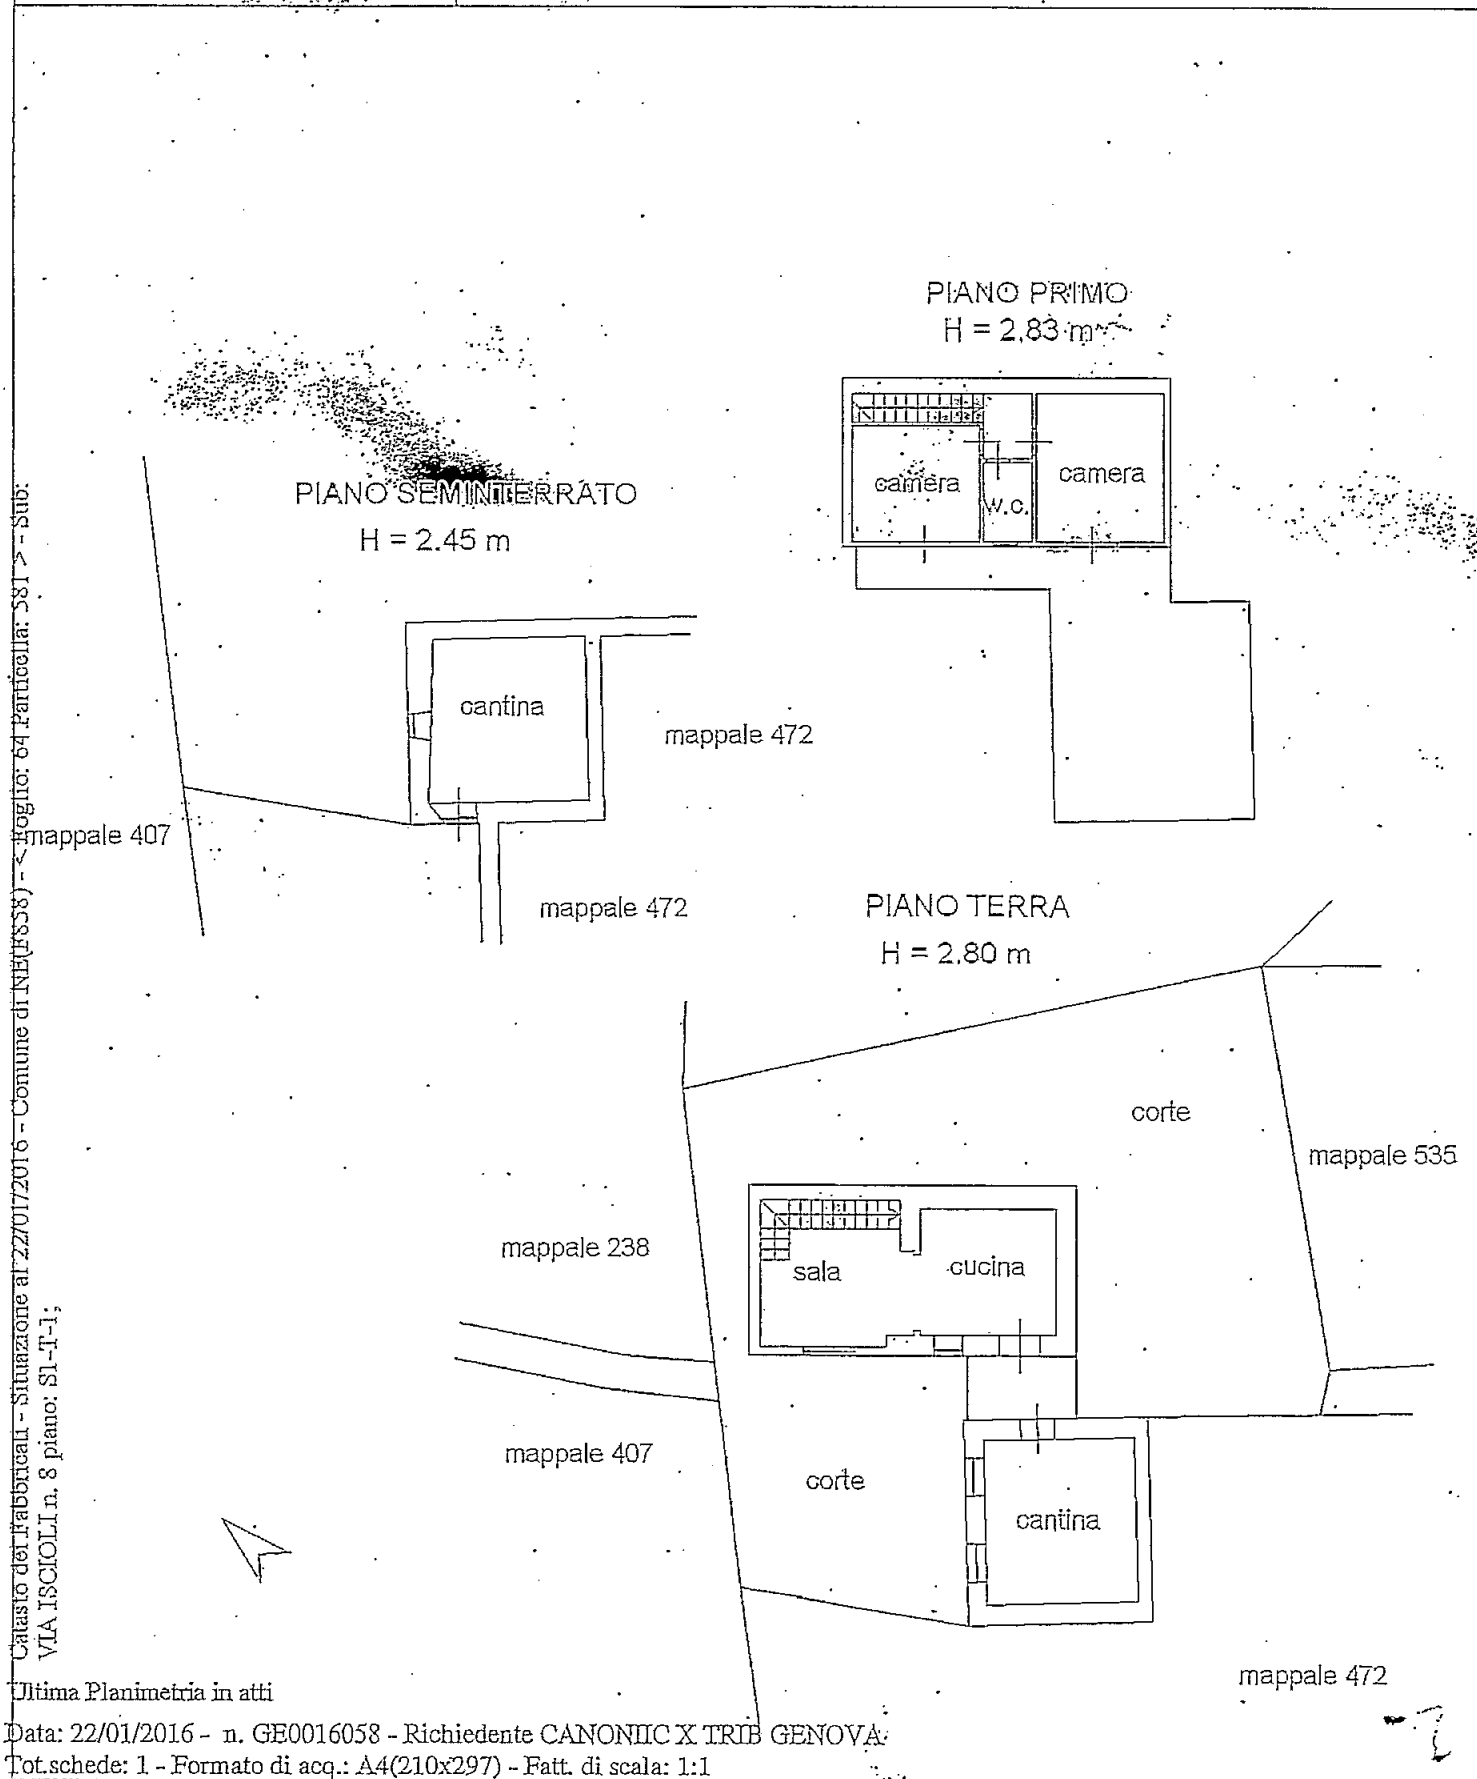 PIANO PRIMO
H = 2,83 m
camera
w.c.
camera
PIANO SEMINTERRATO
H = 2.45 m
cantina
mappale 472
mappale 407
mappale 472
PIANO TERRA
H = 2.80 m
corte
mappale 535
mappale 238
sala
cucina
mappale 407
corte
cantina
mappale 472
Catasto dei Fabbricati - Situazione al 22/01/2016 - Comune di NE(F858) - < Foglio: 64 Particella: 581 > - Sub:
VIA ISCIOLI n. 8 piano: S1-T-1;
Ultima Planimetria in atti
Data: 22/01/2016 - n. GE0016058 - Richiedente CANONIIC X TRIB GENOVA
Tot.schede: 1 - Formato di acq.: A4(210x297) - Fatt. di scala: 1:1